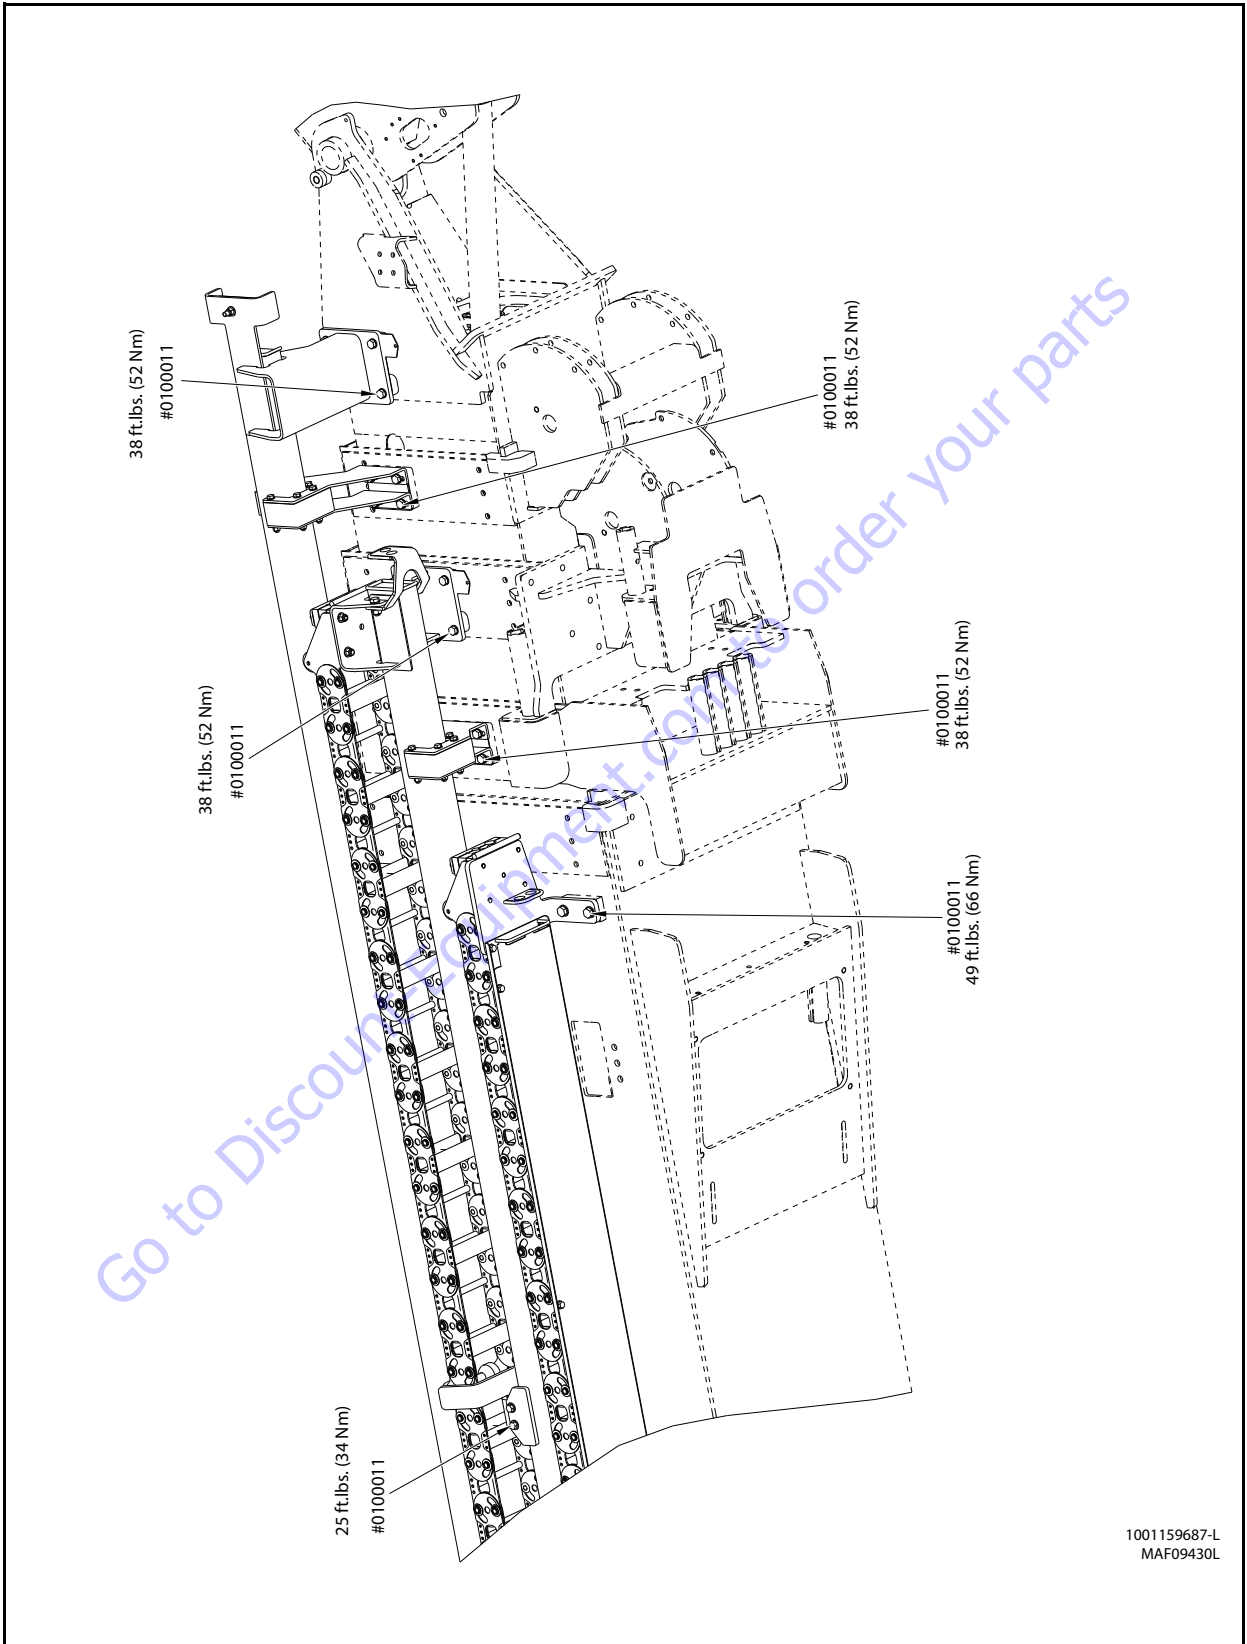 38 ft.lbs. (52 Nm)
#0100011
#0100011
38 ft.lbs. (52 Nm)
38 ft.lbs. (52 Nm)
#0100011
#0100011
38 ft.lbs. (52 Nm)
#0100011
49 ft.lbs. (66 Nm)
25 ft.lbs. (34 Nm)
#0100011
Go to Discount-Equipment.com to order your parts
1001159687-L
MAF09430L